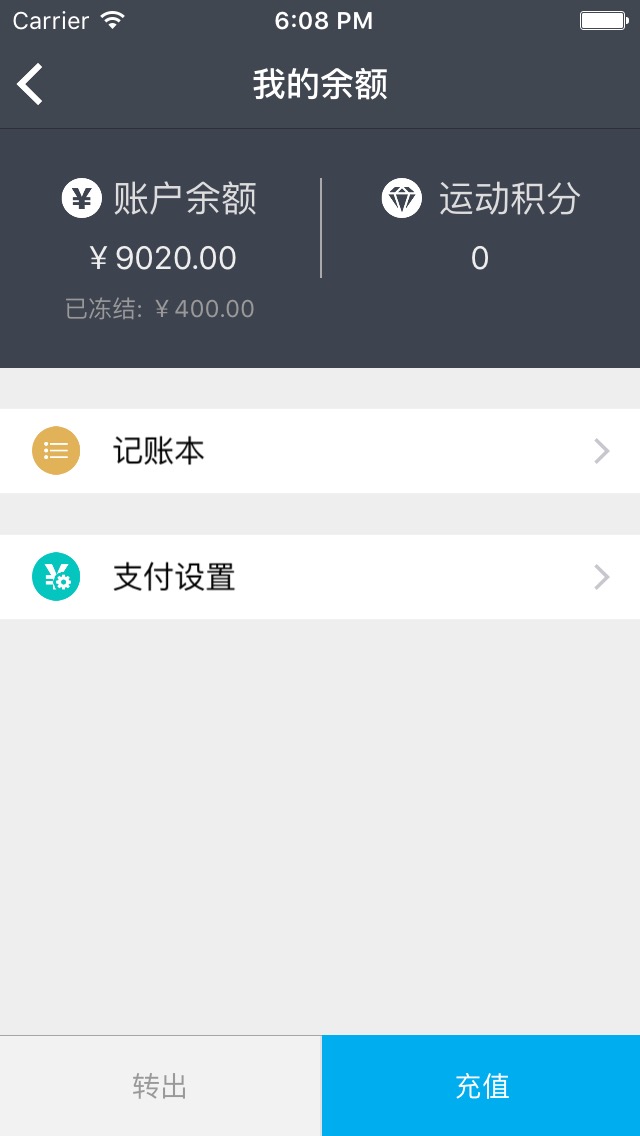 Carrier 6:08 PM
我的余额
¥ 账户余额 运动积分
¥ 9020.00 0
已冻结: ¥ 400.00
记账本
支付设置
转出 充值